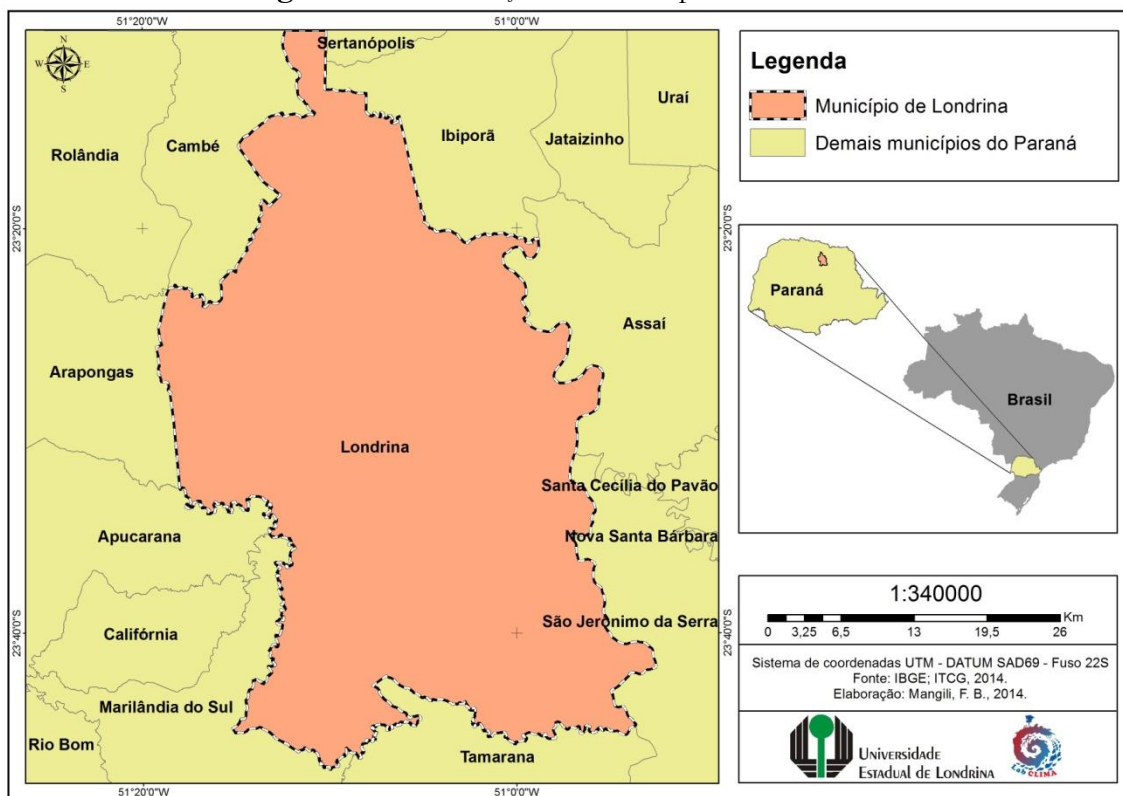 51°20'0"W
51°0'0"W
N
W
E
S
Sertanópolis
Uraí
Ibiporã
Cambé
Jataizinho
Rolândia
23°20'0"S
23°20'0"S
Assaí
Arapongas
Londrina
Santa Cecília do Pavão
Apucarana
Nova Santa Bárbara
São Jerônimo da Serra
Califórnia
23°40'0"S
23°40'0"S
Marilândia do Sul
Rio Bom
Tamarana
51°20'0"W
51°0'0"W
Legenda
Município de Londrina
Demais municípios do Paraná
Paraná
Brasil
1:340000
Km
0 3,25 6,5 13 19,5 26
Sistema de coordenadas UTM - DATUM SAD69 - Fuso 22S
Fonte: IBGE; ITCG, 2014.
Elaboração: Mangili, F. B., 2014.
Universidade
Estadual de Londrina
Lab CLIMA